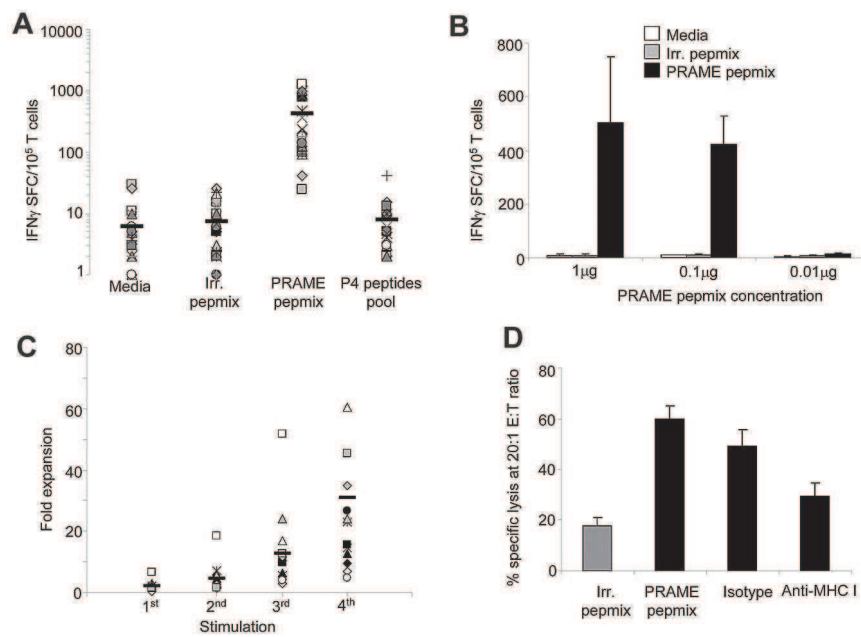 A
IFNγ SFC/10⁵ T cells
10000
1000
100
10
1
Media
Irr. pepmix
PRAME pepmix
P4 peptides pool
B
Media
Irr. pepmix
PRAME pepmix
IFNγ SFC/10⁵ T cells
800
600
400
200
0
1µg
0.1µg
0.01µg
PRAME pepmix concentration
C
Fold expansion
80
60
40
20
0
1st
2nd
3rd
4th
Stimulation
D
% specific lysis at 20:1 E:T ratio
80
60
40
20
0
Irr. pepmix
PRAME pepmix
Isotype
Anti-MHC I